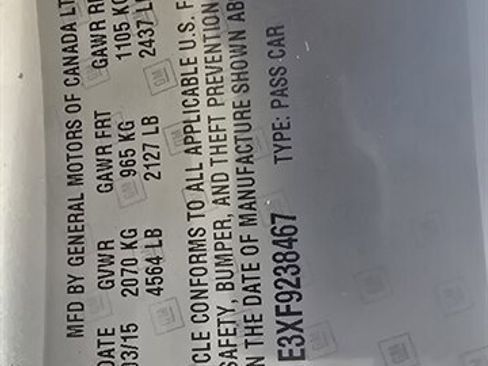 MFD BY GENERAL MOTORS OF CANADA LT
DATE GVWR GAWR FRT GAWR RR
03/15 2070 KG 965 KG 1105 KG
4564 LB 2127 LB 2437 LB
CLE CONFORMS TO ALL APPLICABLE U.S. F
SAFETY, BUMPER, AND THEFT PREVENTION
N THE DATE OF MANUFACTURE SHOWN AB
E3XF9238467 TYPE: PASS CAR